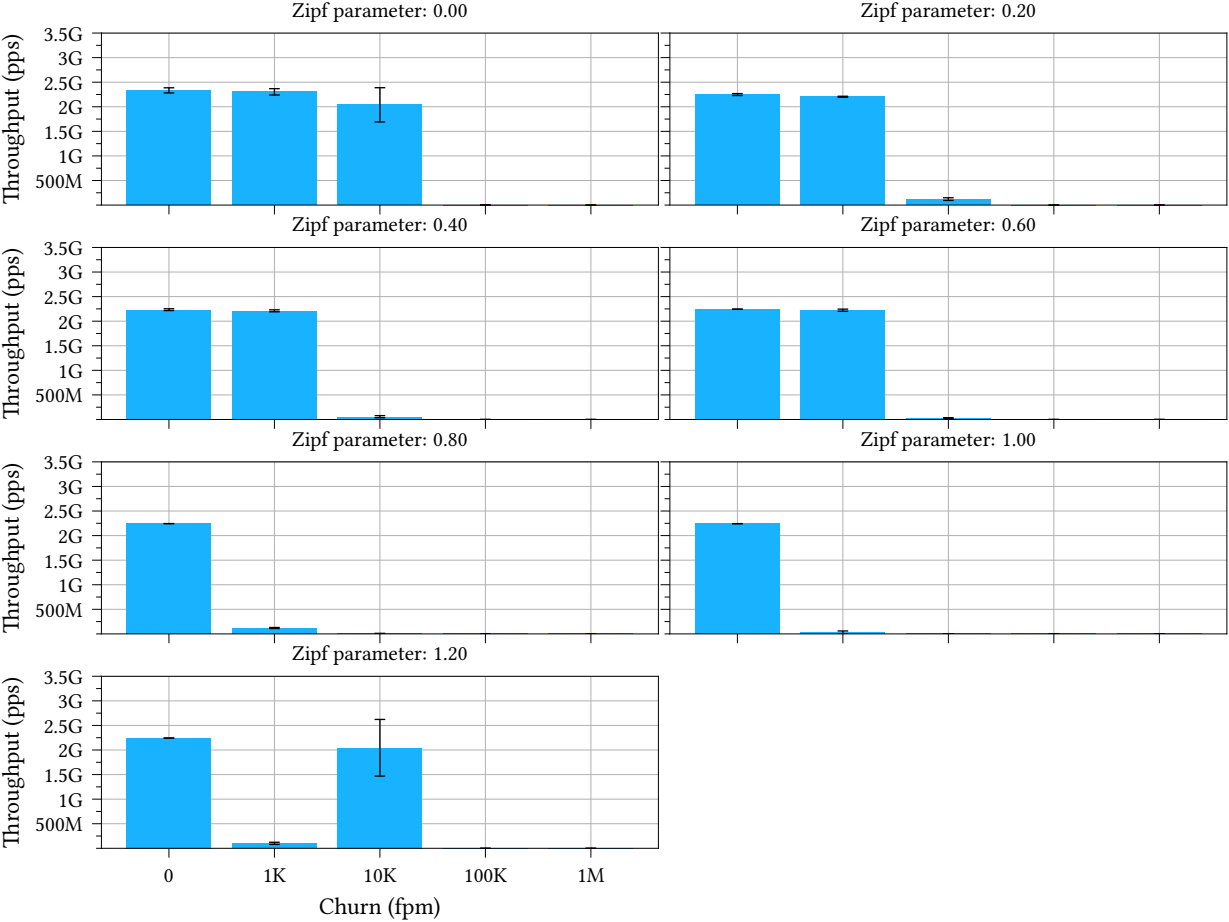 Zipf parameter: 0.00
Zipf parameter: 0.20
Throughput (pps)
3.5G
3G
2.5G
2G
1.5G
1G
500M
Zipf parameter: 0.40
Zipf parameter: 0.60
Throughput (pps)
3.5G
3G
2.5G
2G
1.5G
1G
500M
Zipf parameter: 0.80
Zipf parameter: 1.00
Throughput (pps)
3.5G
3G
2.5G
2G
1.5G
1G
500M
Zipf parameter: 1.20
Throughput (pps)
3.5G
3G
2.5G
2G
1.5G
1G
500M
0 1K 10K 100K 1M
Churn (fpm)